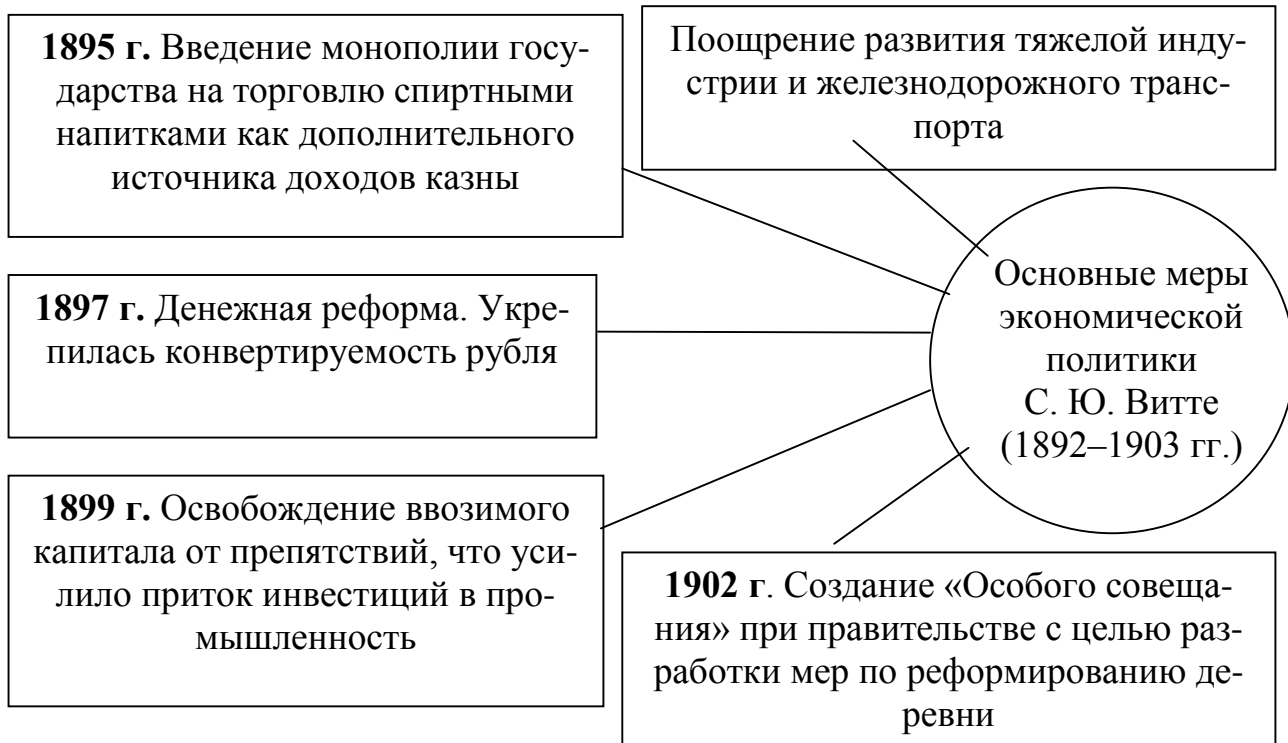 1895 г. Введение монополии госу-
дарства на торговлю спиртными
напитками как дополнительного
источника доходов казны
Поощрение развития тяжелой инду-
стрии и железнодорожного транс-
порта
1897 г. Денежная реформа. Укре-
пилась конвертируемость рубля
Основные меры
экономической
политики
С. Ю. Витте
(1892–1903 гг.)
1899 г. Освобождение ввозимого
капитала от препятствий, что уси-
лило приток инвестиций в про-
мышленность
1902 г. Создание «Особого совеща-
ния» при правительстве с целью раз-
работки мер по реформированию де-
ревни